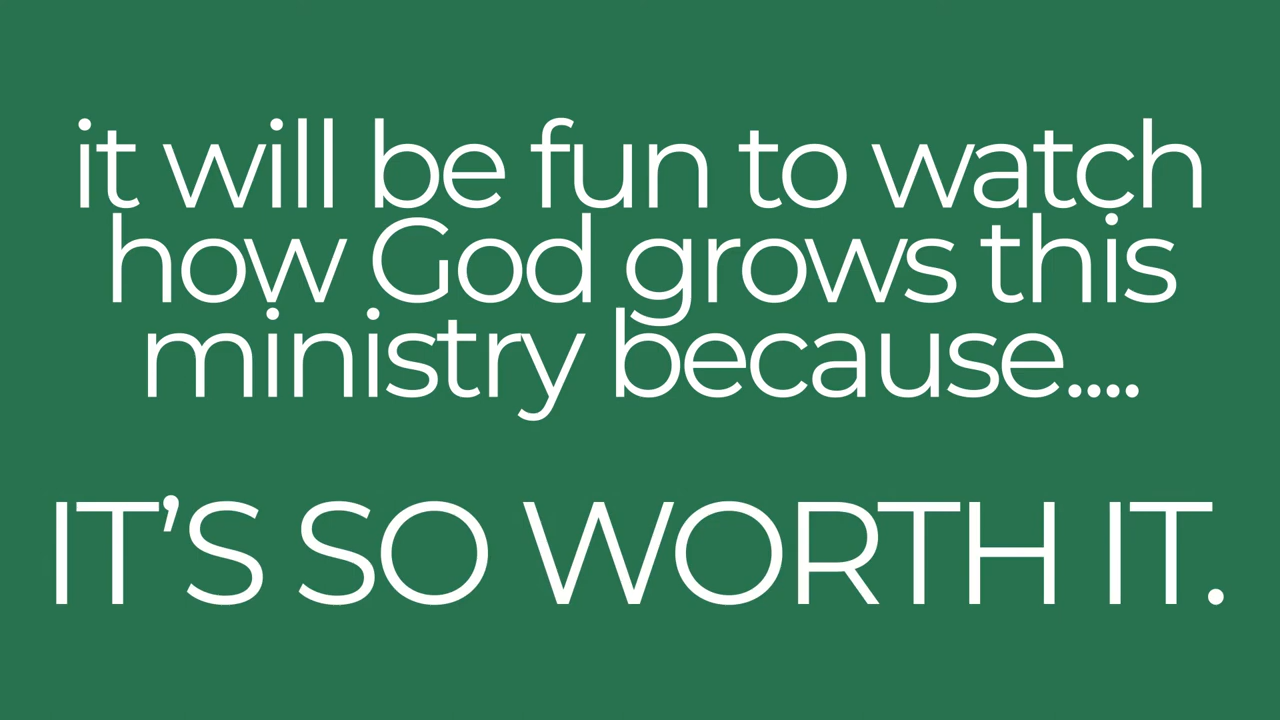 it will be fun to watch
how God grows this
ministry because....
IT’S SO WORTH IT.